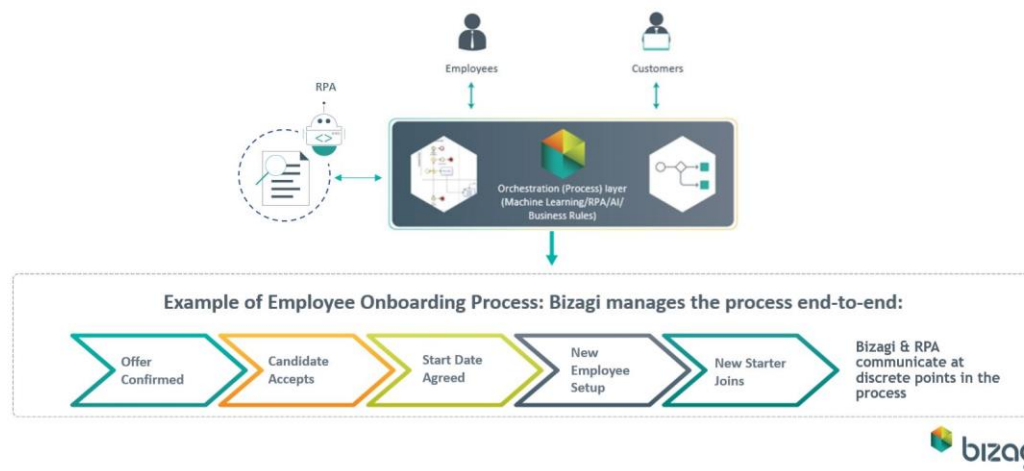 Employees
Customers
RPA
<>
Orchestration (Process) layer
(Machine Learning/RPA/AI/
Business Rules)
Example of Employee Onboarding Process: Bizagi manages the process end-to-end:
Offer
Confirmed
Candidate
Accepts
Start Date
Agreed
New
Employee
Setup
New Starter
Joins
Bizagi & RPA
communicate at
discrete points in the
process
bizag